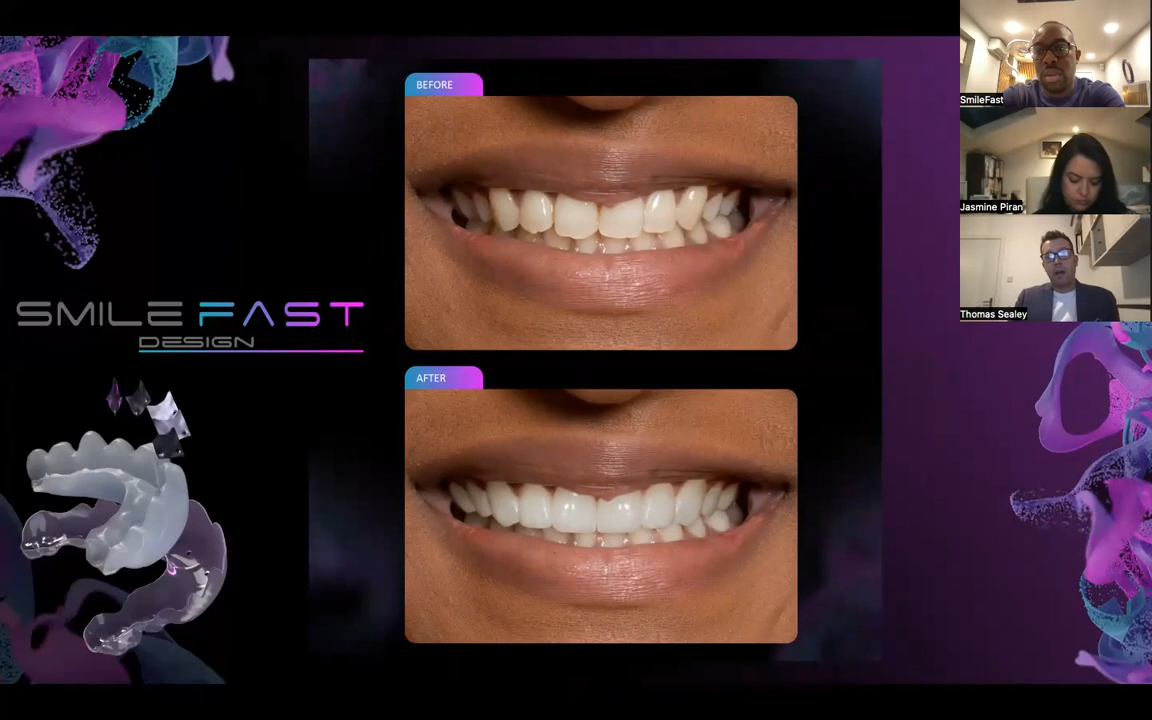 BEFORE
SmileFast
Jasmine Piran
Thomas Sealey
SMILE FAST
DESIGN
AFTER